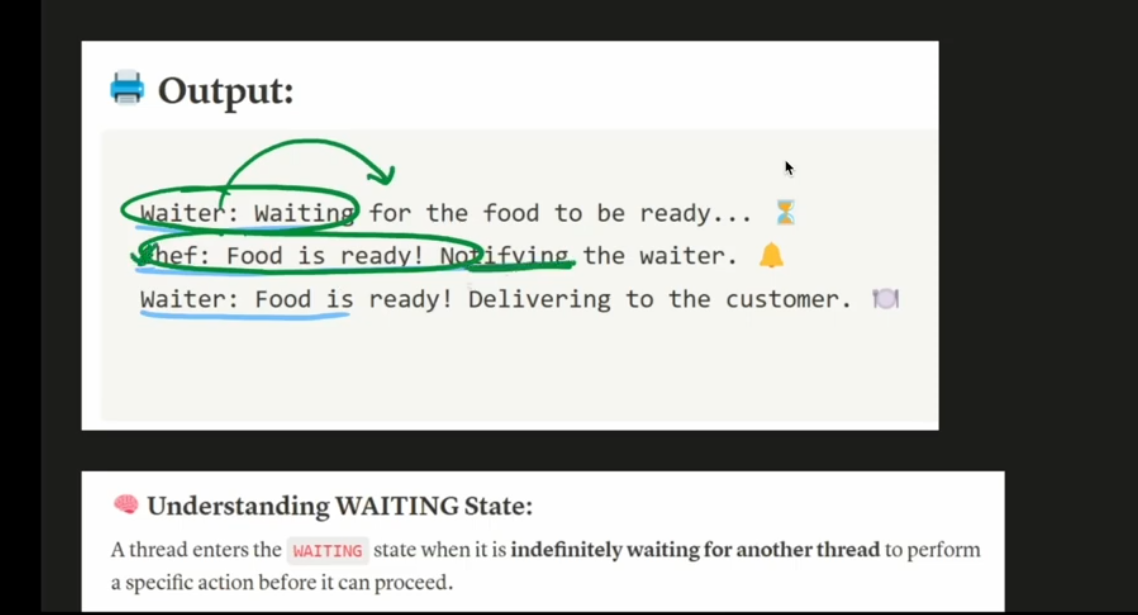 Output:
Waiter: Waiting for the food to be ready...
Chef: Food is ready! Notifying the waiter.
Waiter: Food is ready! Delivering to the customer.
Understanding WAITING State:
A thread enters the WAITING state when it is indefinitely waiting for another thread to perform
a specific action before it can proceed.